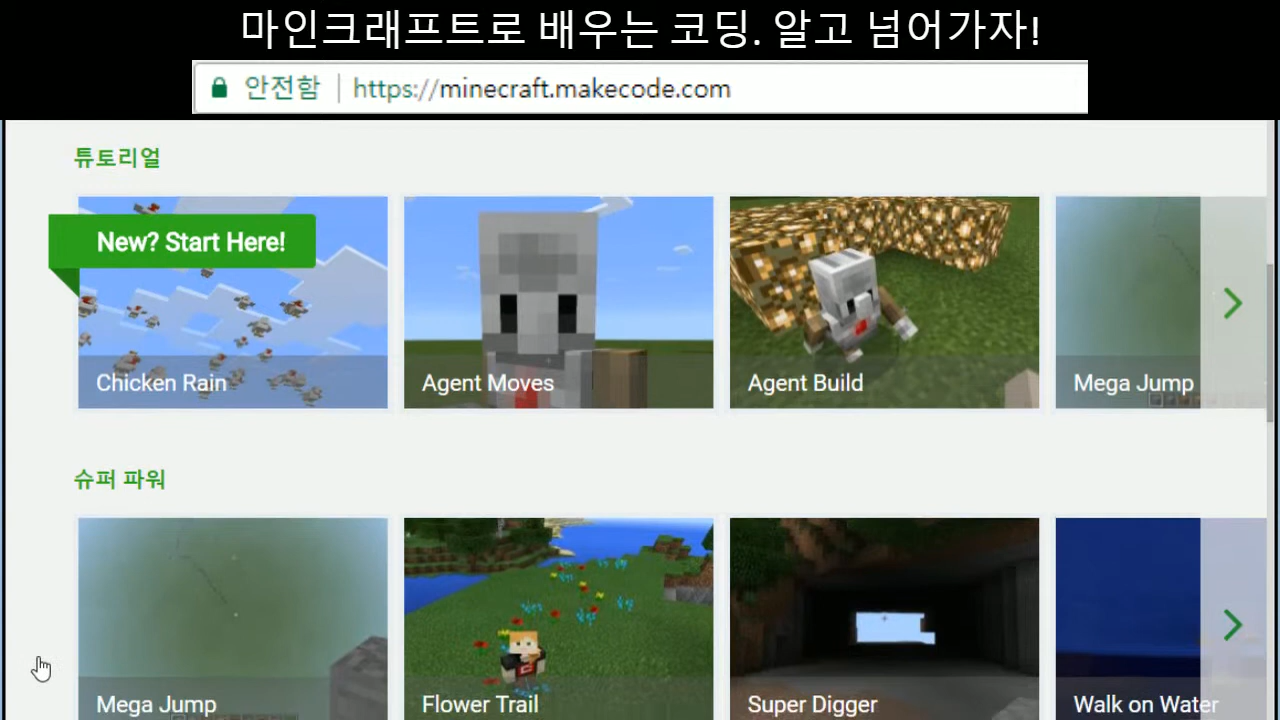 마인크래프트로 배우는 코딩. 알고 넘어가자!
안전함 | https://minecraft.makecode.com
튜토리얼
New? Start Here!
Chicken Rain
Agent Moves
Agent Build
Mega Jump
슈퍼 파워
Mega Jump
Flower Trail
Super Digger
Walk on Water